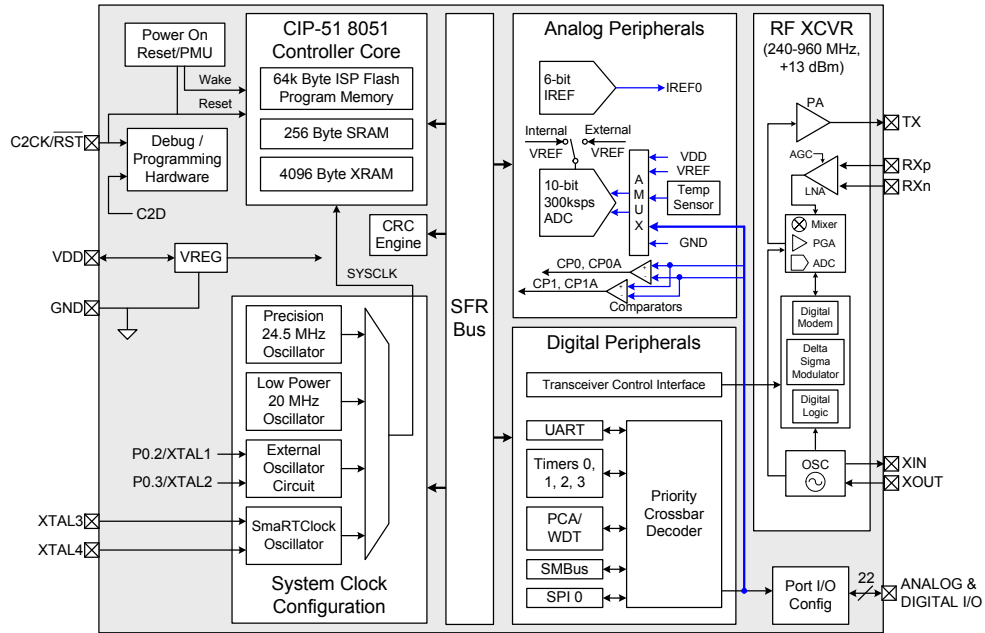 Power On
Reset/PMU
Wake
Reset
C2CK/RST
Debug /
Programming
Hardware
C2D
VDD
VREG
GND
CIP-51 8051
Controller Core
64k Byte ISP Flash
Program Memory
256 Byte SRAM
4096 Byte XRAM
CRC
Engine
SYSCLK
Precision
24.5 MHz
Oscillator
Low Power
20 MHz
Oscillator
P0.2/XTAL1
P0.3/XTAL2
External
Oscillator
Circuit
XTAL3
XTAL4
SmaRTClock
Oscillator
System Clock
Configuration
SFR
Bus
Analog Peripherals
6-bit
IREF
IREF0
Internal
External
VREF
VREF
10-bit
300ksps
ADC
A
M
U
X
VDD
VREF
Temp
Sensor
GND
CP0, CP0A
+
-
CP1, CP1A
+
-
Comparators
Digital Peripherals
Transceiver Control Interface
UART
Timers 0,
1, 2, 3
PCA/
WDT
SMBus
SPI 0
Priority
Crossbar
Decoder
RF XCVR
(240-960 MHz,
+13 dBm)
PA
TX
AGC
LNA
RXp
RXn
Mixer
PGA
ADC
Digital
Modem
Delta
Sigma
Modulator
Digital
Logic
OSC
XIN
XOUT
Port I/O
Config
22
ANALOG &
DIGITAL I/O